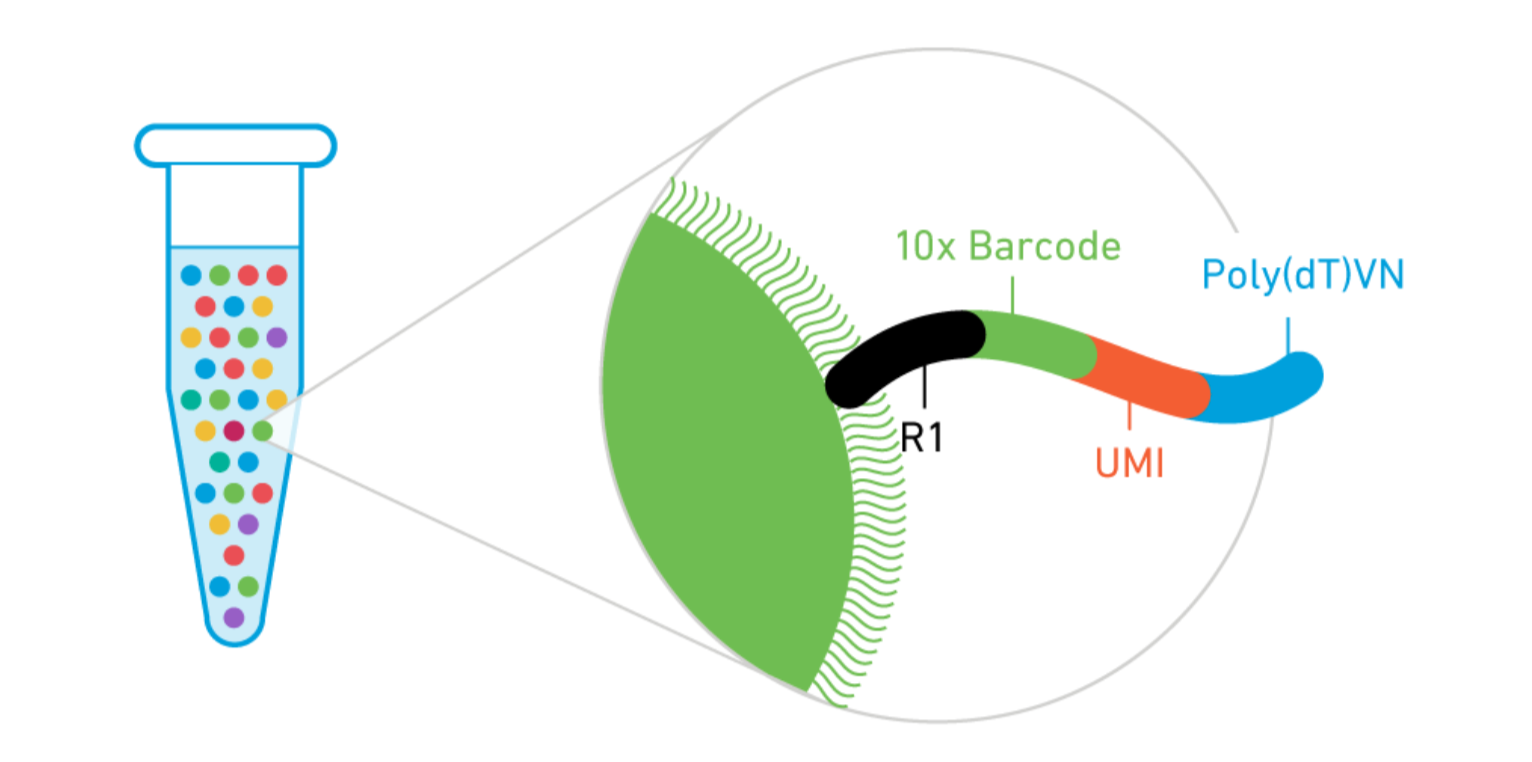 10x Barcode
Poly(dT)VN
R1
UMI